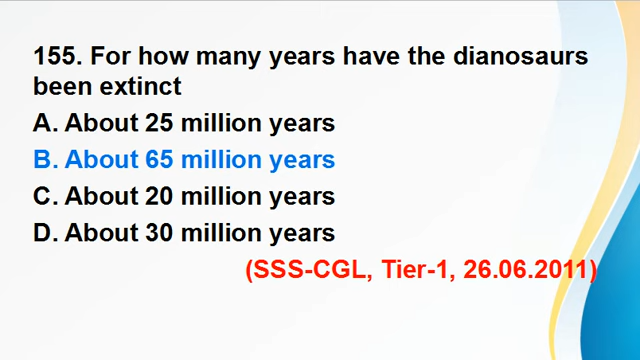 155. For how many years have the dianosaurs
been extinct
A. About 25 million years
B. About 65 million years
C. About 20 million years
D. About 30 million years
(SSS-CGL, Tier-1, 26.06.2011)